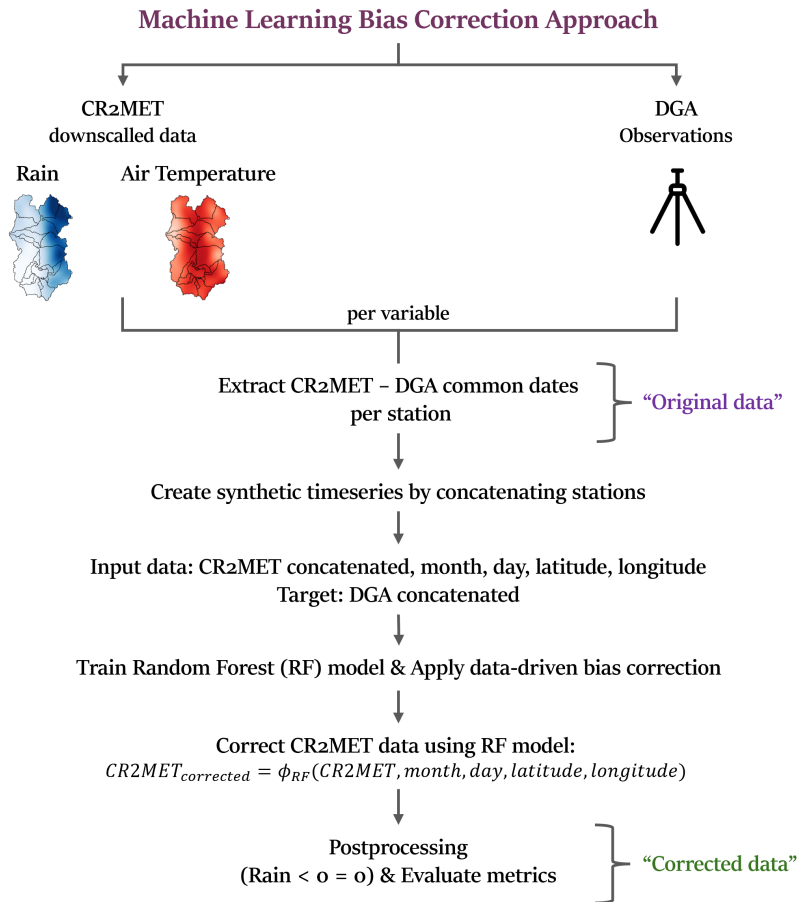 Machine Learning Bias Correction Approach
CR2MET
downscalled data
DGA
Observations
Rain
Air Temperature
per variable
Extract CR2MET – DGA common dates
per station
“Original data”
Create synthetic timeseries by concatenating stations
Input data: CR2MET concatenated, month, day, latitude, longitude
Target: DGA concatenated
Train Random Forest (RF) model & Apply data-driven bias correction
Correct CR2MET data using RF model:
CR2MET_corrected = ϕ_RF(CR2MET, month, day, latitude, longitude)
Postprocessing
(Rain < 0 = 0) & Evaluate metrics
“Corrected data”